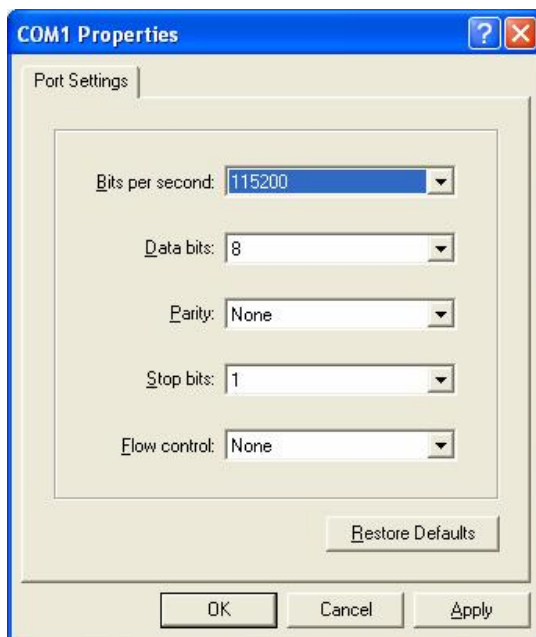 COM1 Properties
Port Settings
Bits per second: 115200
Data bits: 8
Parity: None
Stop bits: 1
Flow control: None
Restore Defaults
OK Cancel Apply